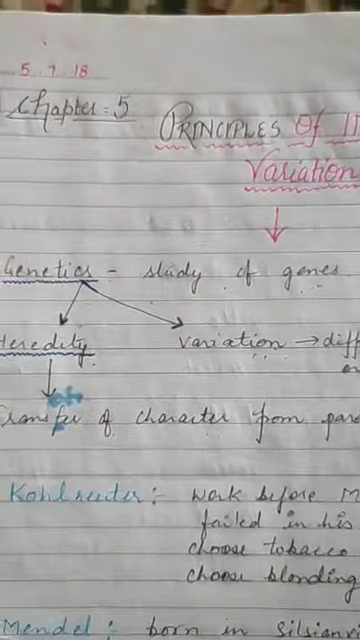 5 7 18
Chapter = 5
PRINCIPLES Of
Variation
Genetics - study of genes
Heredity variation → diff
Transfer of character from par
Kohlreuter:- work before M
failed in his
choose tobacco
choose blending
Mendel:- born in